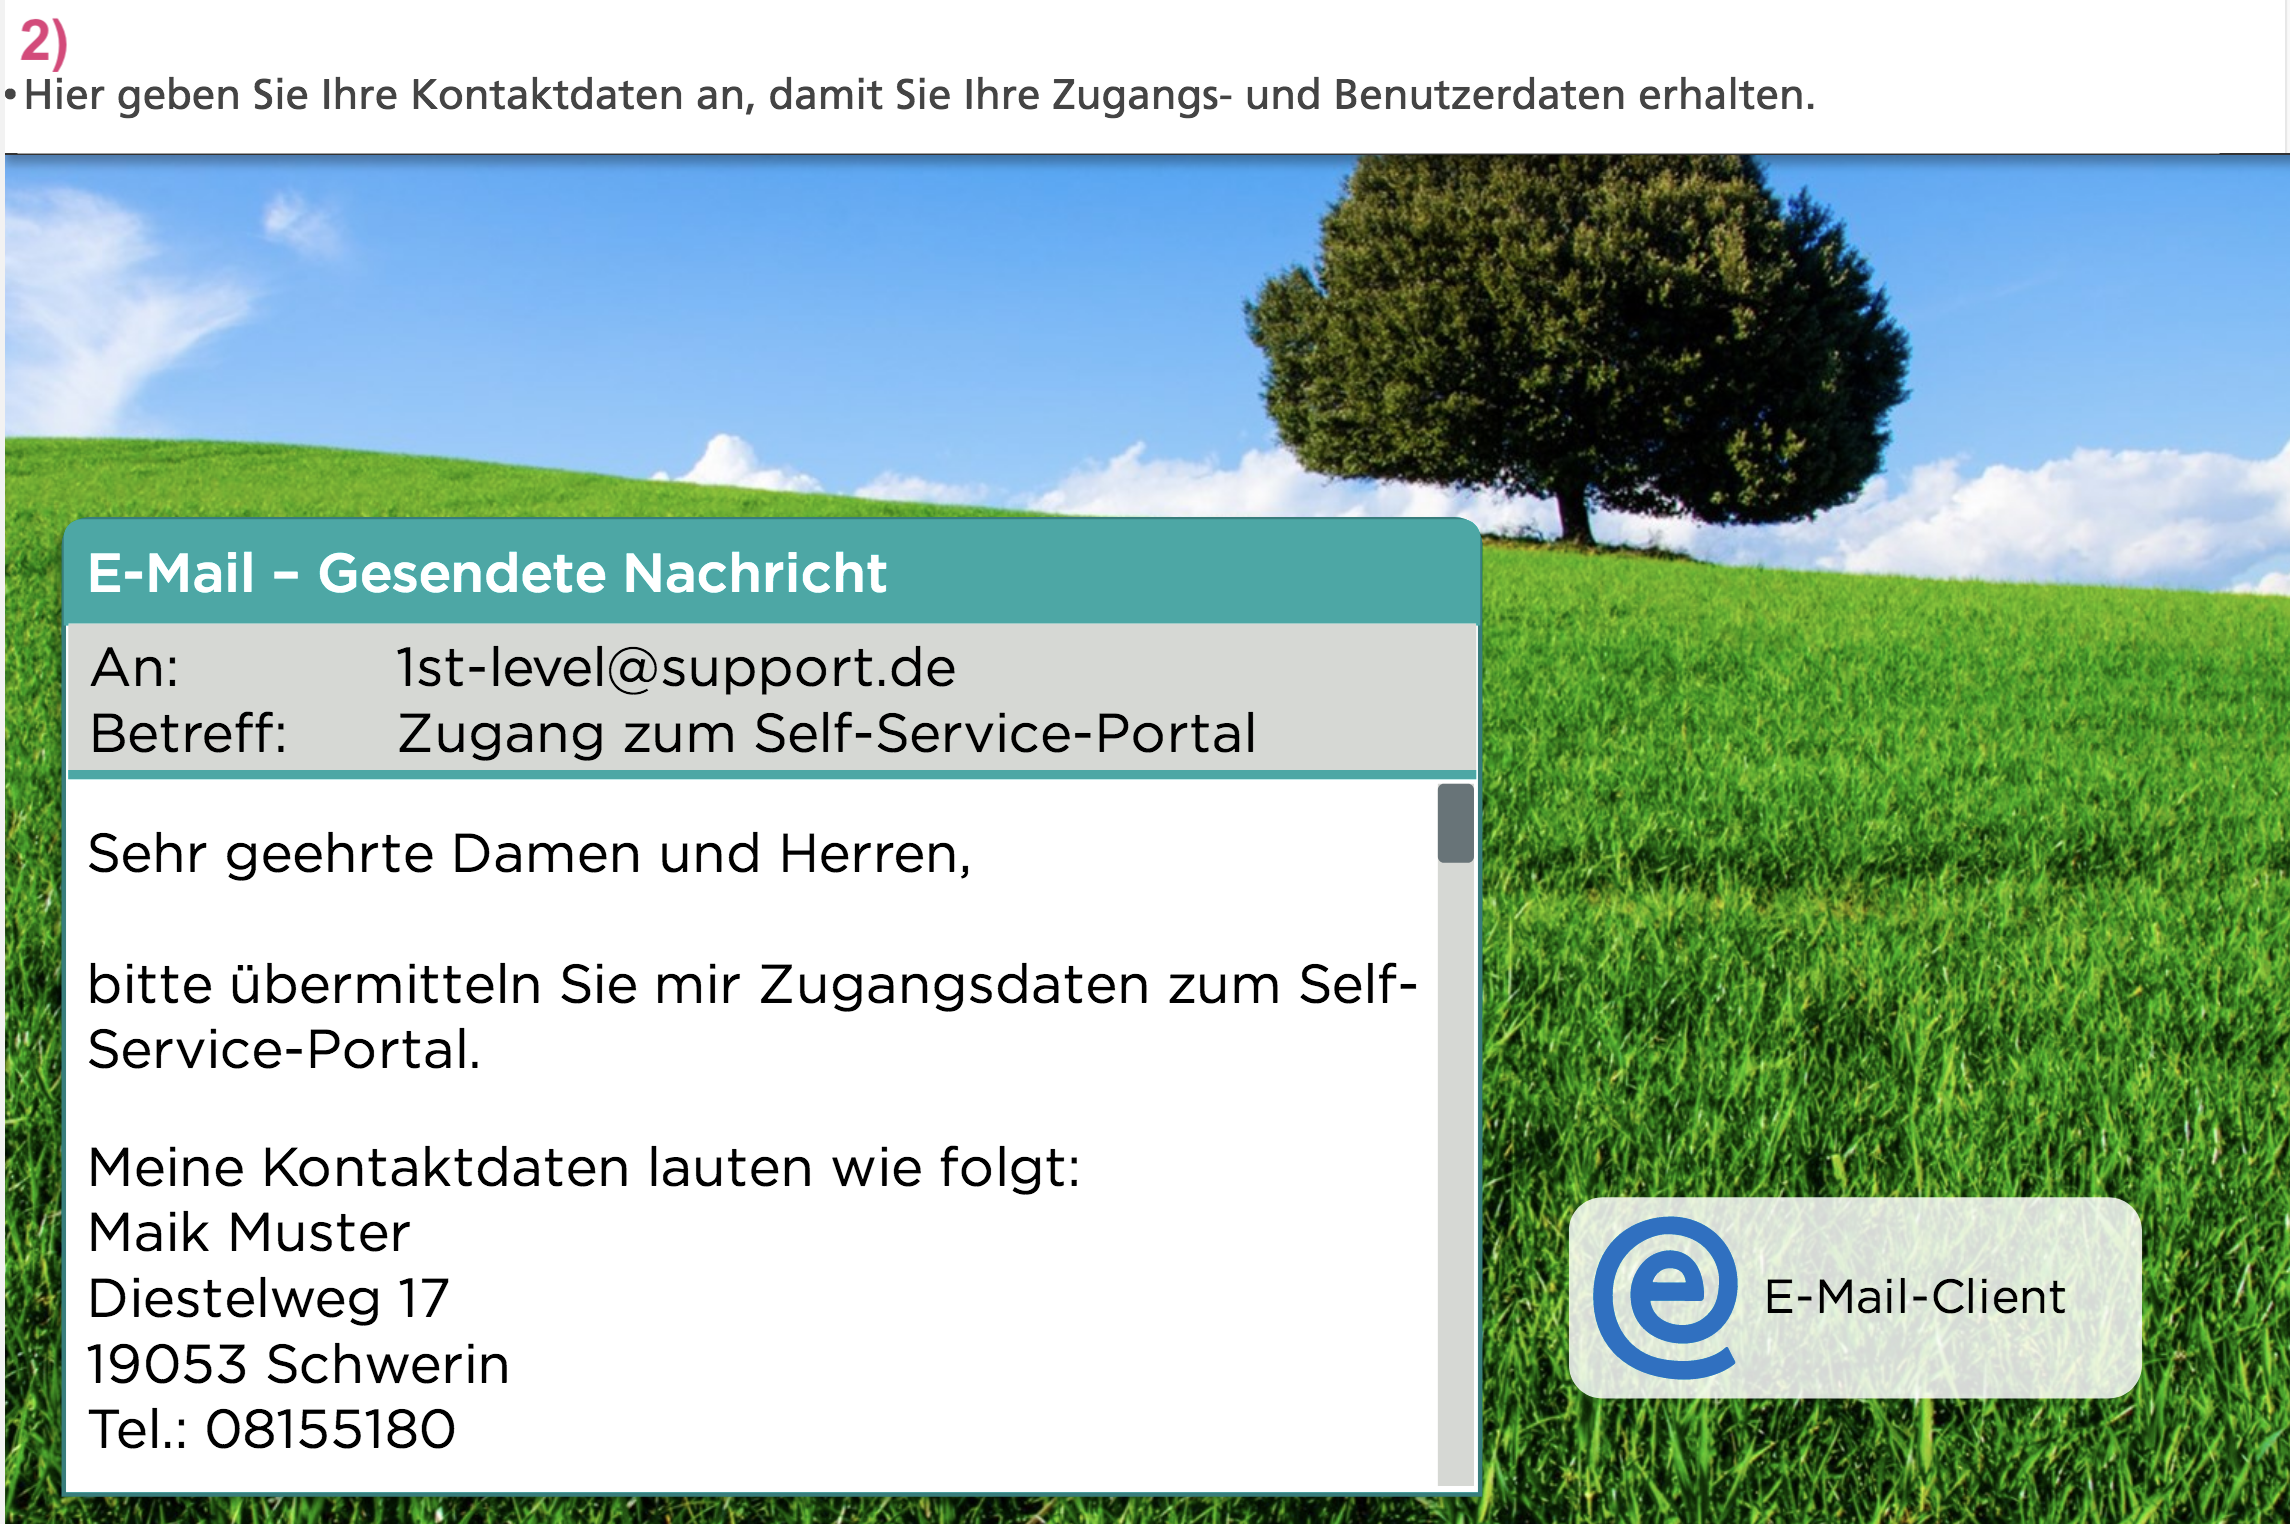 2)
• Hier geben Sie Ihre Kontaktdaten an, damit Sie Ihre Zugangs- und Benutzerdaten erhalten.
E-Mail – Gesendete Nachricht
An: 1st-level@support.de
Betreff: Zugang zum Self-Service-Portal
Sehr geehrte Damen und Herren,
bitte übermitteln Sie mir Zugangsdaten zum Self-
Service-Portal.
Meine Kontaktdaten lauten wie folgt:
Maik Muster
Diestelweg 17
19053 Schwerin
Tel.: 08155180
E-Mail-Client